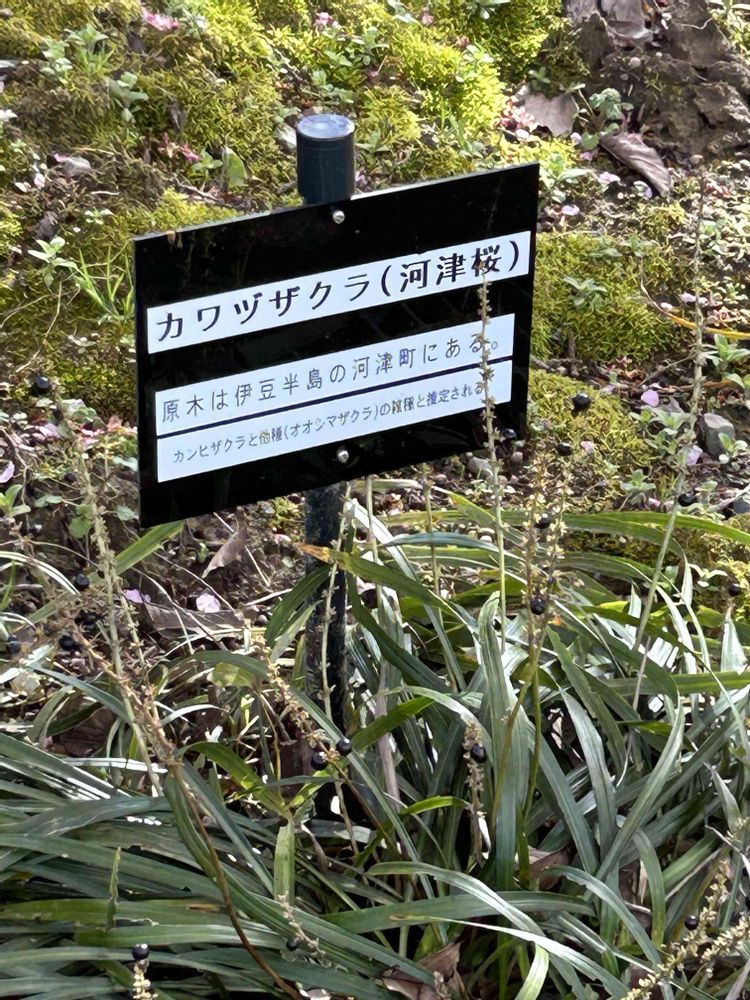 カワヅザクラ(河津桜)
原木は伊豆半島の河津町にある。
カンヒザクラと他種(オオシマザクラ)の雑種と推定される